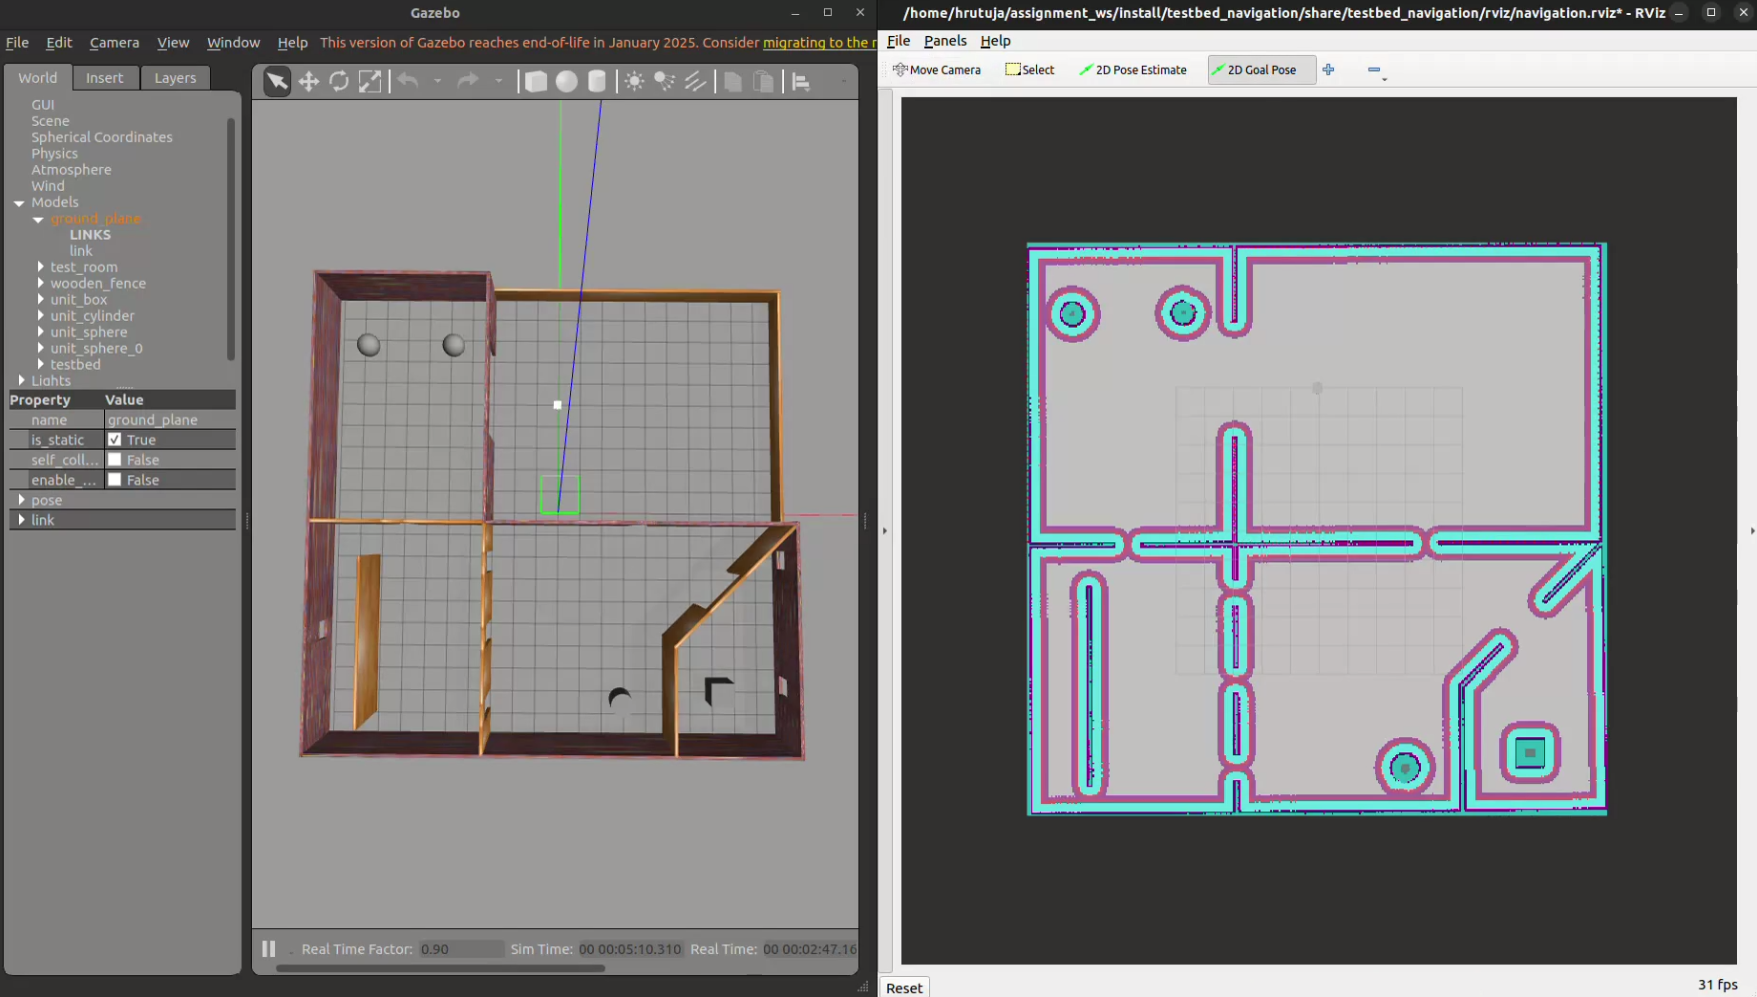 Gazebo
File Edit Camera View Window Help This version of Gazebo reaches end-of-life in January 2025. Consider migrating to the
World Insert Layers
GUI
Scene
Spherical Coordinates
Physics
Atmosphere
Wind
Models
ground_plane
LINKS
link
test_room
wooden_fence
unit_box
unit_cylinder
unit_sphere
unit_sphere_0
testbed
Lights
Property Value
name ground_plane
is_static True
self_coll... False
enable_... False
pose
link
Real Time Factor: 0.90 Sim Time: 00 00:05:10.310 Real Time: 00 00:02:47.16
/home/hrutuja/assignment_ws/install/testbed_navigation/share/testbed_navigation/rviz/navigation.rviz* - RViz
File Panels Help
Move Camera Select 2D Pose Estimate 2D Goal Pose
Reset
31 fps